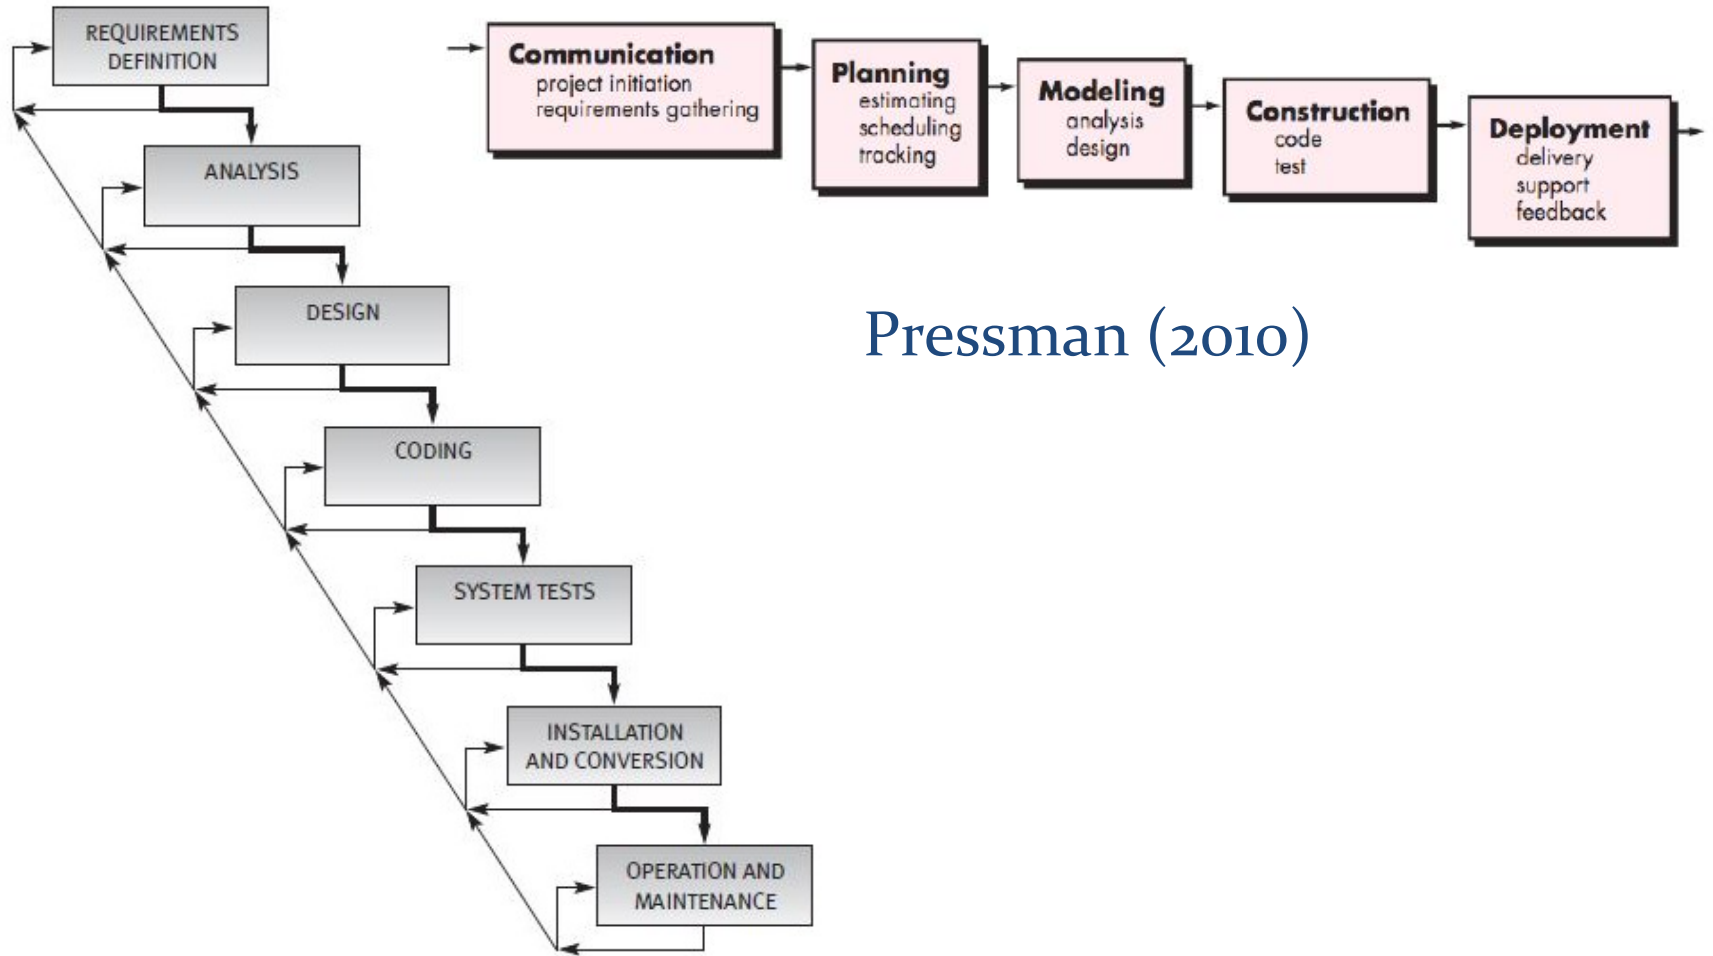 REQUIREMENTS
DEFINITION
ANALYSIS
DESIGN
CODING
SYSTEM TESTS
INSTALLATION
AND CONVERSION
OPERATION AND
MAINTENANCE
Communication
project initiation
requirements gathering
Planning
estimating
scheduling
tracking
Modeling
analysis
design
Construction
code
test
Deployment
delivery
support
feedback
Pressman (2010)